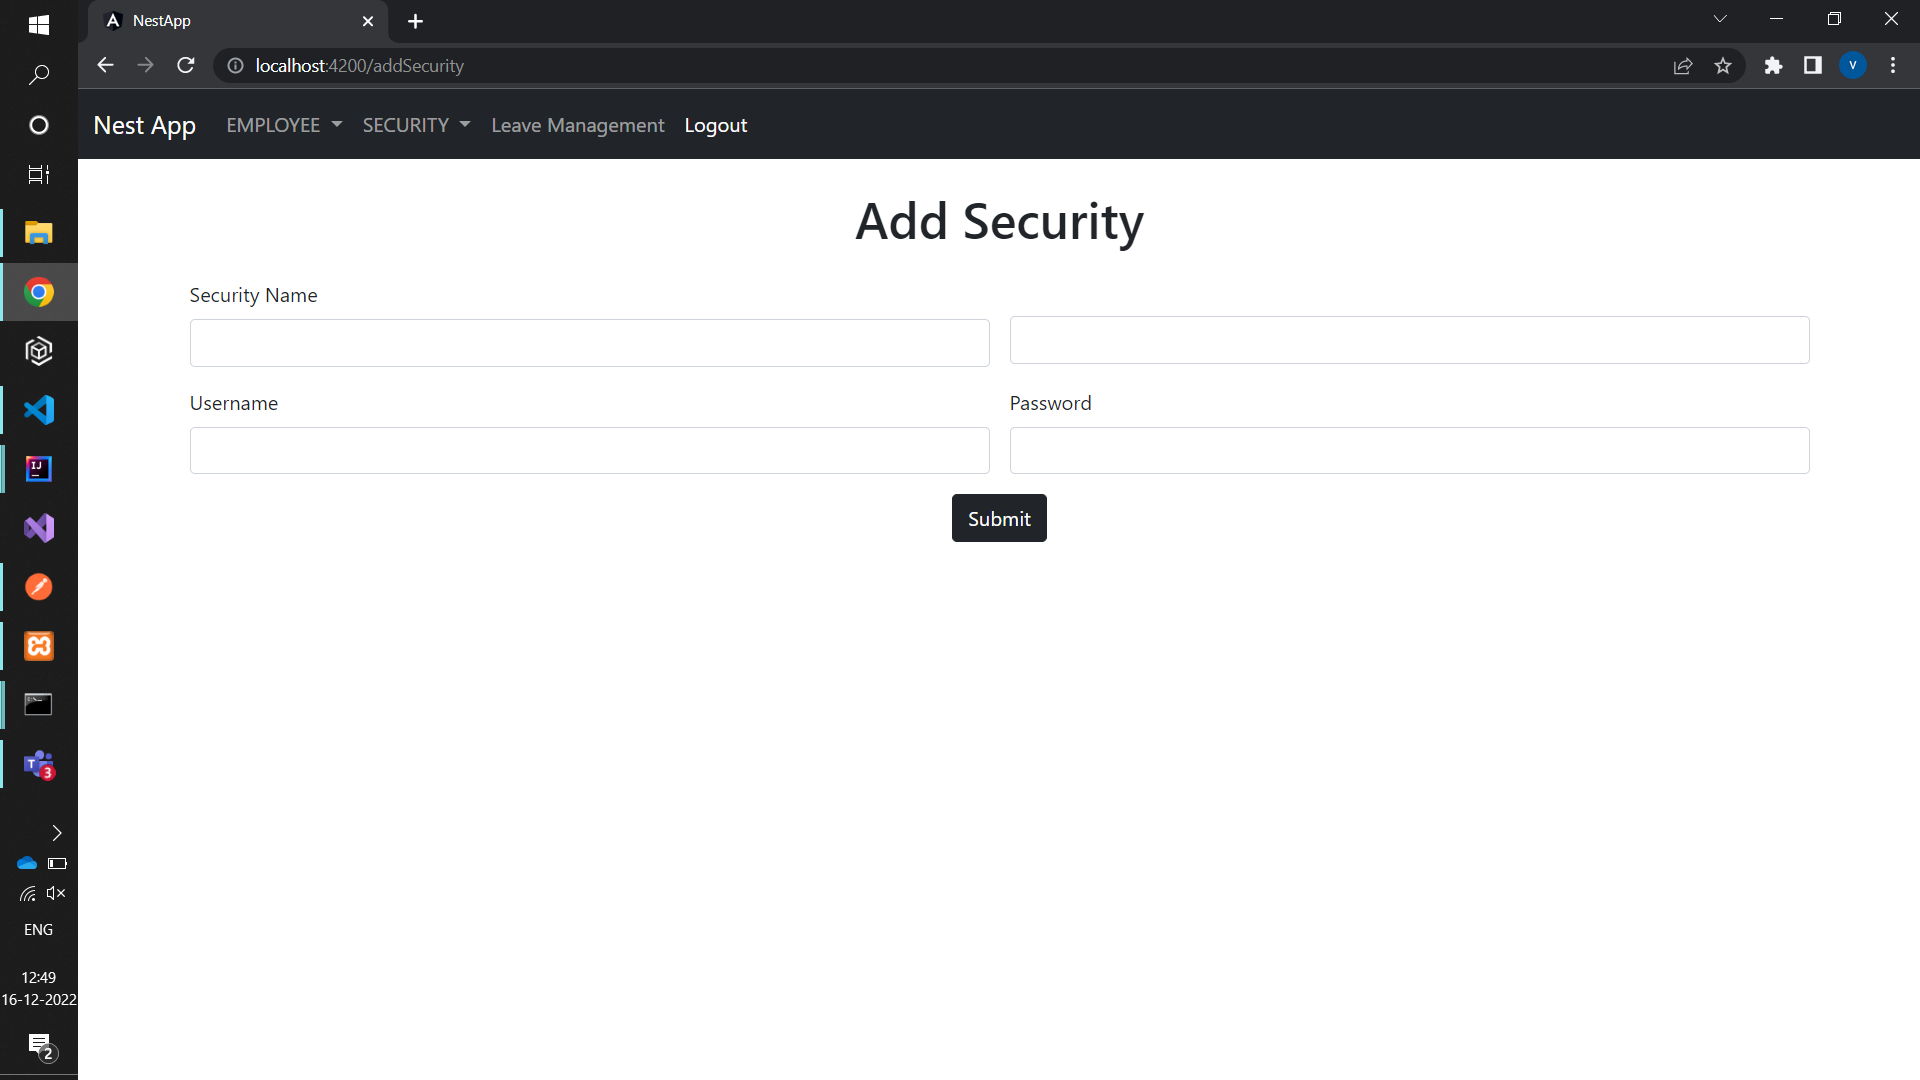 NestApp
localhost:4200/addSecurity
V
Nest App EMPLOYEE SECURITY Leave Management Logout
Add Security
Security Name
Username Password
Submit
IJ
T 3
ENG
12:49
16-12-2022
2